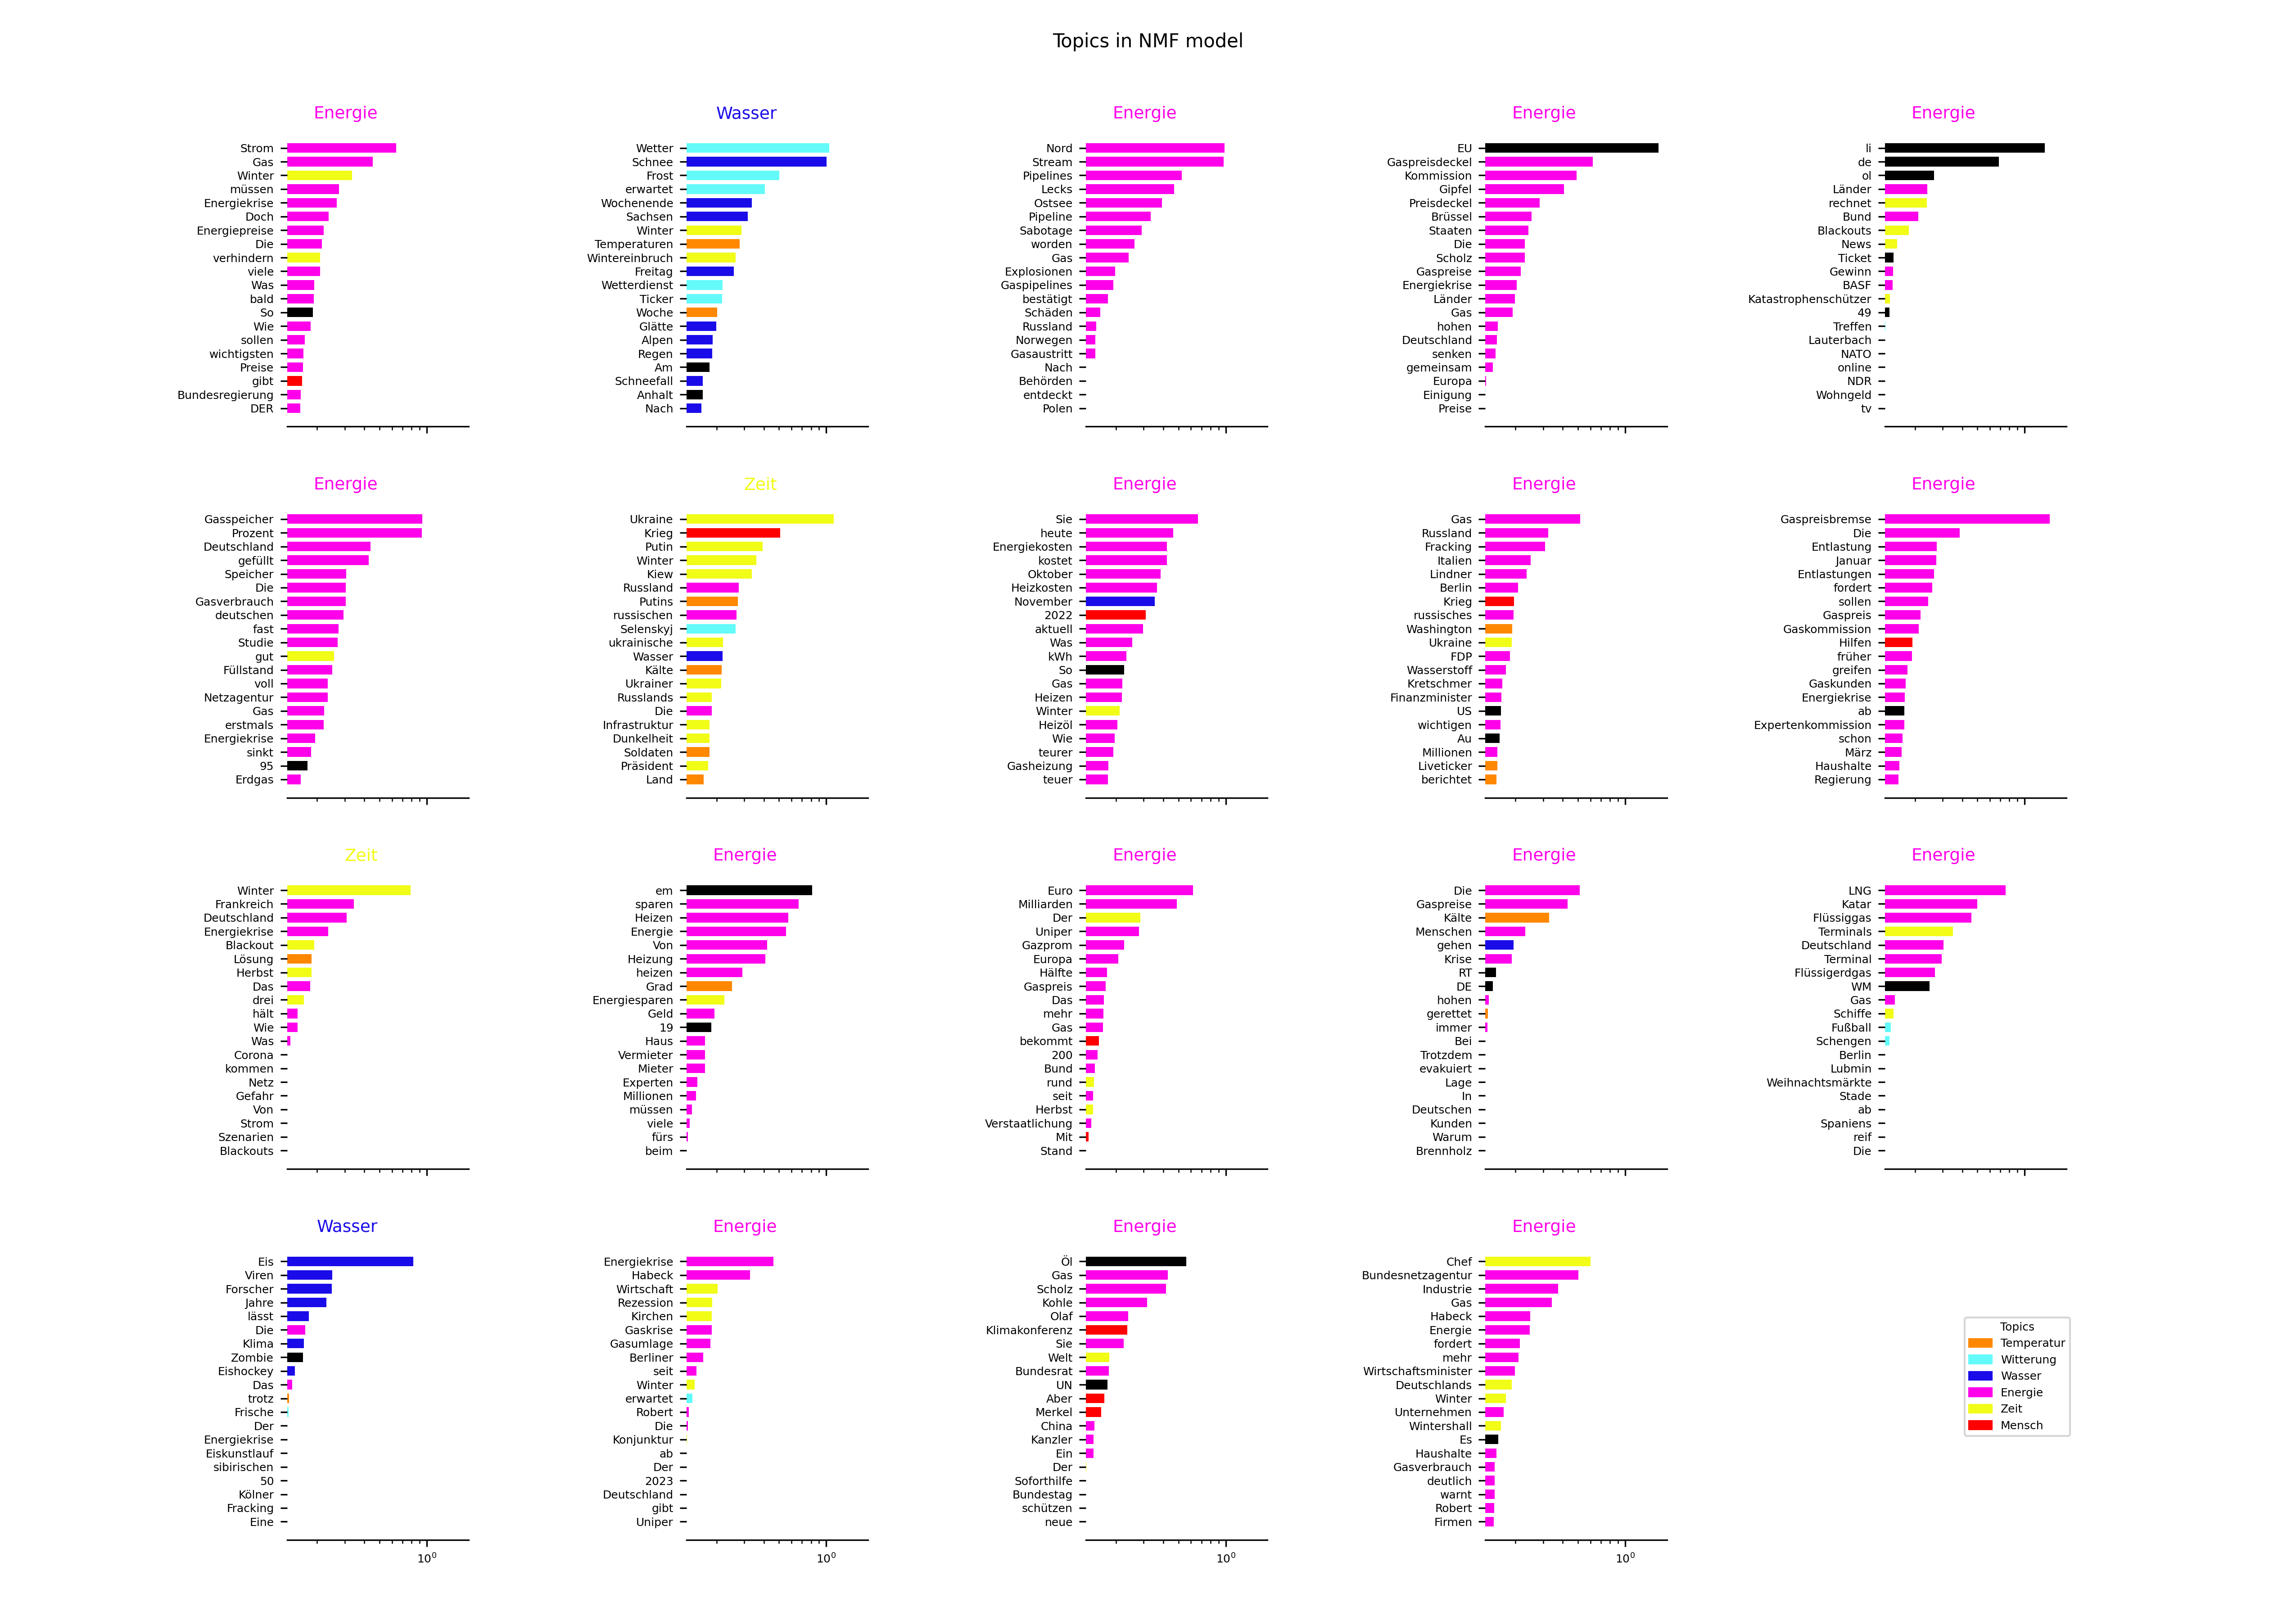 Topics in NMF model
Energie
Strom
Gas
Winter
müssen
Energiekrise
Doch
Energiepreise
Die
verhindern
viele
Was
bald
So
Wie
sollen
wichtigsten
Preise
gibt
Bundesregierung
DER
Wasser
Wetter
Schnee
Frost
erwartet
Wochenende
Sachsen
Winter
Temperaturen
Wintereinbruch
Freitag
Wetterdienst
Ticker
Woche
Glätte
Alpen
Regen
Am
Schneefall
Anhalt
Nach
Energie
Nord
Stream
Pipelines
Lecks
Ostsee
Pipeline
Sabotage
worden
Gas
Explosionen
Gaspipelines
bestätigt
Schäden
Russland
Norwegen
Gasaustritt
Nach
Behörden
entdeckt
Polen
Energie
EU
Gaspreisdeckel
Kommission
Gipfel
Preisdeckel
Brüssel
Staaten
Die
Scholz
Gaspreise
Energiekrise
Länder
Gas
hohen
Deutschland
senken
gemeinsam
Europa
Einigung
Preise
Energie
li
de
ol
Länder
rechnet
Bund
Blackouts
News
Ticket
Gewinn
BASF
Katastrophenschützer
49
Treffen
Lauterbach
NATO
online
NDR
Wohngeld
tv
Energie
Gasspeicher
Prozent
Deutschland
gefüllt
Speicher
Die
Gasverbrauch
deutschen
fast
Studie
gut
Füllstand
voll
Netzagentur
Gas
erstmals
Energiekrise
sinkt
95
Erdgas
Zeit
Ukraine
Krieg
Putin
Winter
Kiew
Russland
Putins
russischen
Selenskyj
ukrainische
Wasser
Kälte
Ukrainer
Russlands
Die
Infrastruktur
Dunkelheit
Soldaten
Präsident
Land
Energie
Sie
heute
Energiekosten
kostet
Oktober
Heizkosten
November
2022
aktuell
Was
kWh
So
Gas
Heizen
Winter
Heizöl
Wie
teurer
Gasheizung
teuer
Energie
Gas
Russland
Fracking
Italien
Lindner
Berlin
Krieg
russisches
Washington
Ukraine
FDP
Wasserstoff
Kretschmer
Finanzminister
US
wichtigen
Au
Millionen
Liveticker
berichtet
Energie
Gaspreisbremse
Die
Entlastung
Januar
Entlastungen
fordert
sollen
Gaspreis
Gaskommission
Hilfen
früher
greifen
Gaskunden
Energiekrise
ab
Expertenkommission
schon
März
Haushalte
Regierung
Zeit
Winter
Frankreich
Deutschland
Energiekrise
Blackout
Lösung
Herbst
Das
drei
hält
Wie
Was
Corona
kommen
Netz
Gefahr
Von
Strom
Szenarien
Blackouts
Energie
em
sparen
Heizen
Energie
Von
Heizung
heizen
Grad
Energiesparen
Geld
19
Haus
Vermieter
Mieter
Experten
Millionen
müssen
viele
fürs
beim
Energie
Euro
Milliarden
Der
Uniper
Gazprom
Europa
Hälfte
Gaspreis
Das
mehr
Gas
bekommt
200
Bund
rund
seit
Herbst
Verstaatlichung
Mit
Stand
Energie
Die
Gaspreise
Kälte
Menschen
gehen
Krise
RT
DE
hohen
gerettet
immer
Bei
Trotzdem
evakuiert
Lage
In
Deutschen
Kunden
Warum
Brennholz
Energie
LNG
Katar
Flüssiggas
Terminals
Deutschland
Terminal
Flüssigerdgas
WM
Gas
Schiffe
Fußball
Schengen
Berlin
Lubmin
Weihnachtsmärkte
Stade
ab
Spaniens
reif
Die
Wasser
Eis
Viren
Forscher
Jahre
lässt
Die
Klima
Zombie
Eishockey
Das
trotz
Frische
Der
Energiekrise
Eiskunstlauf
sibirischen
50
Kölner
Fracking
Eine
10⁰
Energie
Energiekrise
Habeck
Wirtschaft
Rezession
Kirchen
Gaskrise
Gasumlage
Berliner
seit
Winter
erwartet
Robert
Die
Konjunktur
ab
Der
2023
Deutschland
gibt
Uniper
10⁰
Energie
Öl
Gas
Scholz
Kohle
Olaf
Klimakonferenz
Sie
Welt
Bundesrat
UN
Aber
Merkel
China
Kanzler
Ein
Der
Soforthilfe
Bundestag
schützen
neue
10⁰
Energie
Chef
Bundesnetzagentur
Industrie
Gas
Habeck
Energie
fordert
mehr
Wirtschaftsminister
Deutschlands
Winter
Unternehmen
Wintershall
Es
Haushalte
Gasverbrauch
deutlich
warnt
Robert
Firmen
10⁰
Topics
Temperatur
Witterung
Wasser
Energie
Zeit
Mensch